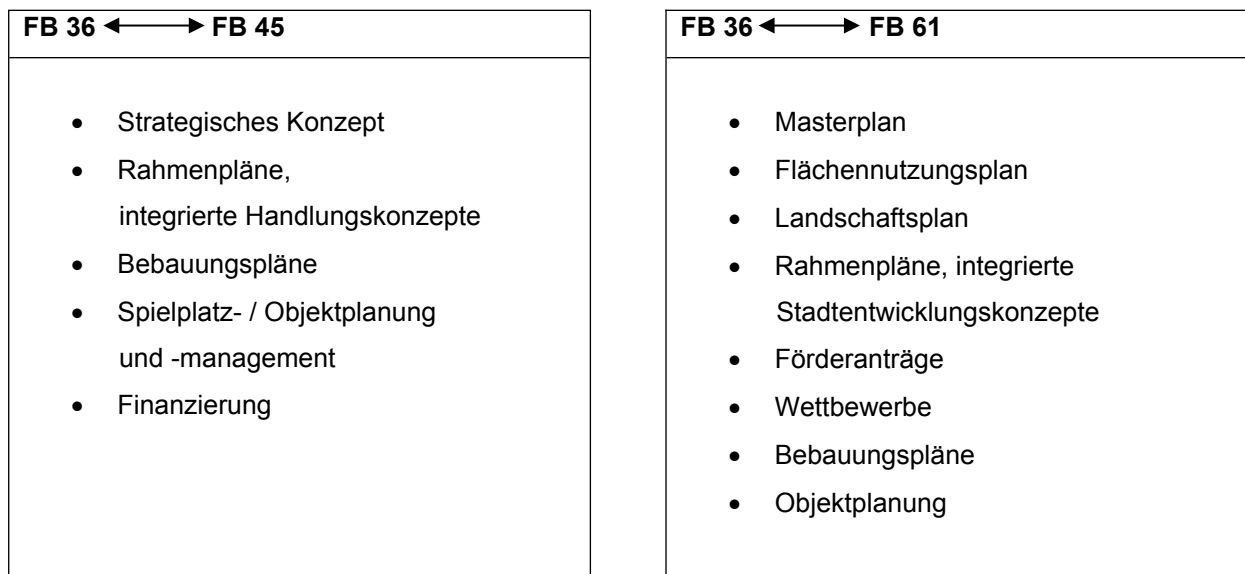 FB 36 ⟷ FB 45
• Strategisches Konzept
• Rahmenpläne,
integrierte Handlungskonzepte
• Bebauungspläne
• Spielplatz- / Objektplanung
und -management
• Finanzierung
FB 36 ⟷ FB 61
• Masterplan
• Flächennutzungsplan
• Landschaftsplan
• Rahmenpläne, integrierte
Stadtentwicklungskonzepte
• Förderanträge
• Wettbewerbe
• Bebauungspläne
• Objektplanung